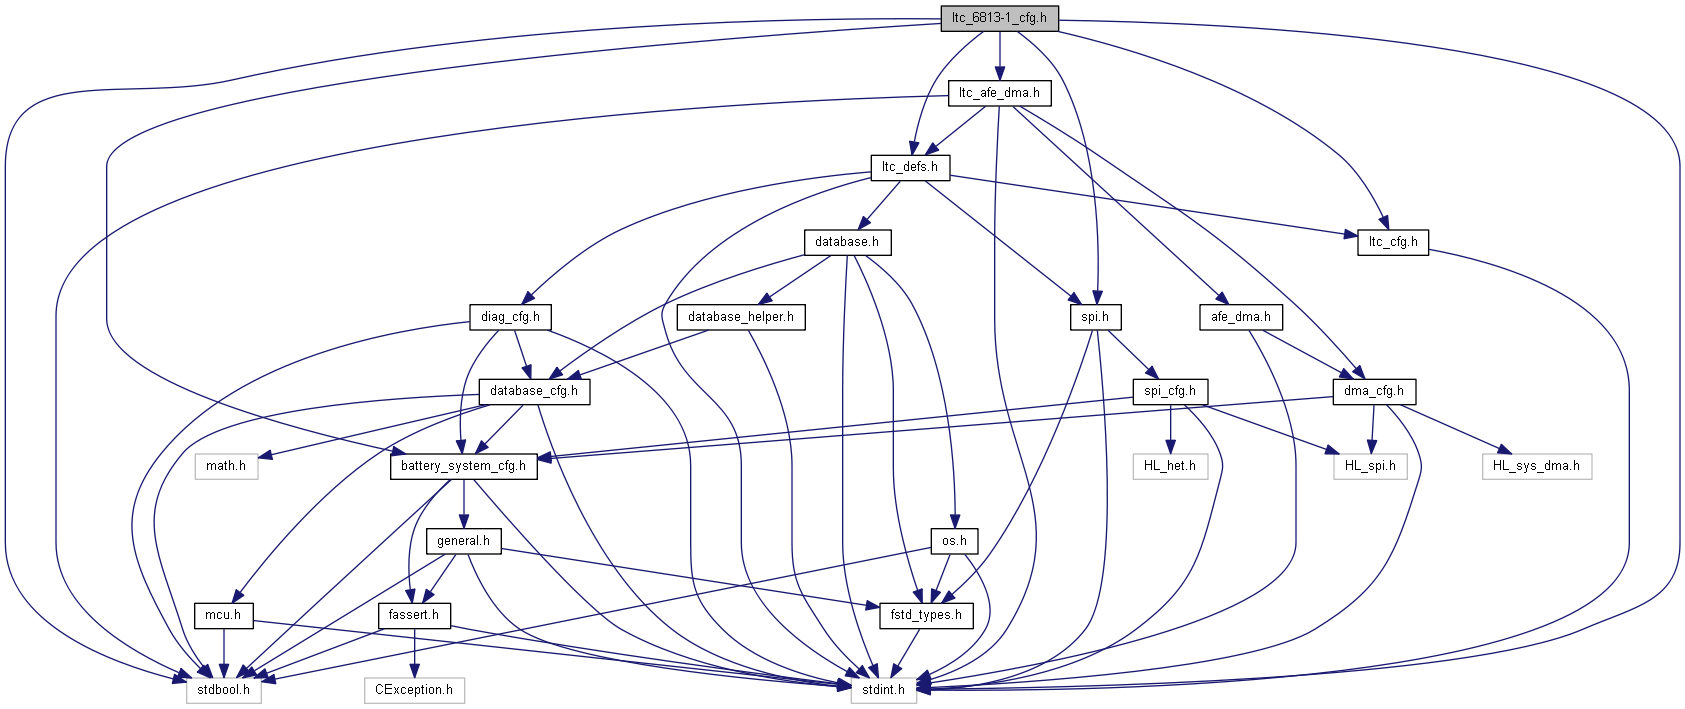 ltc_6813-1_cfg.h
ltc_afe_dma.h
ltc_defs.h
database.h
ltc_cfg.h
diag_cfg.h
database_helper.h
spi.h
afe_dma.h
database_cfg.h
spi_cfg.h
dma_cfg.h
math.h
battery_system_cfg.h
HL_het.h
HL_spi.h
HL_sys_dma.h
general.h
os.h
mcu.h
fassert.h
fstd_types.h
stdbool.h
CException.h
stdint.h